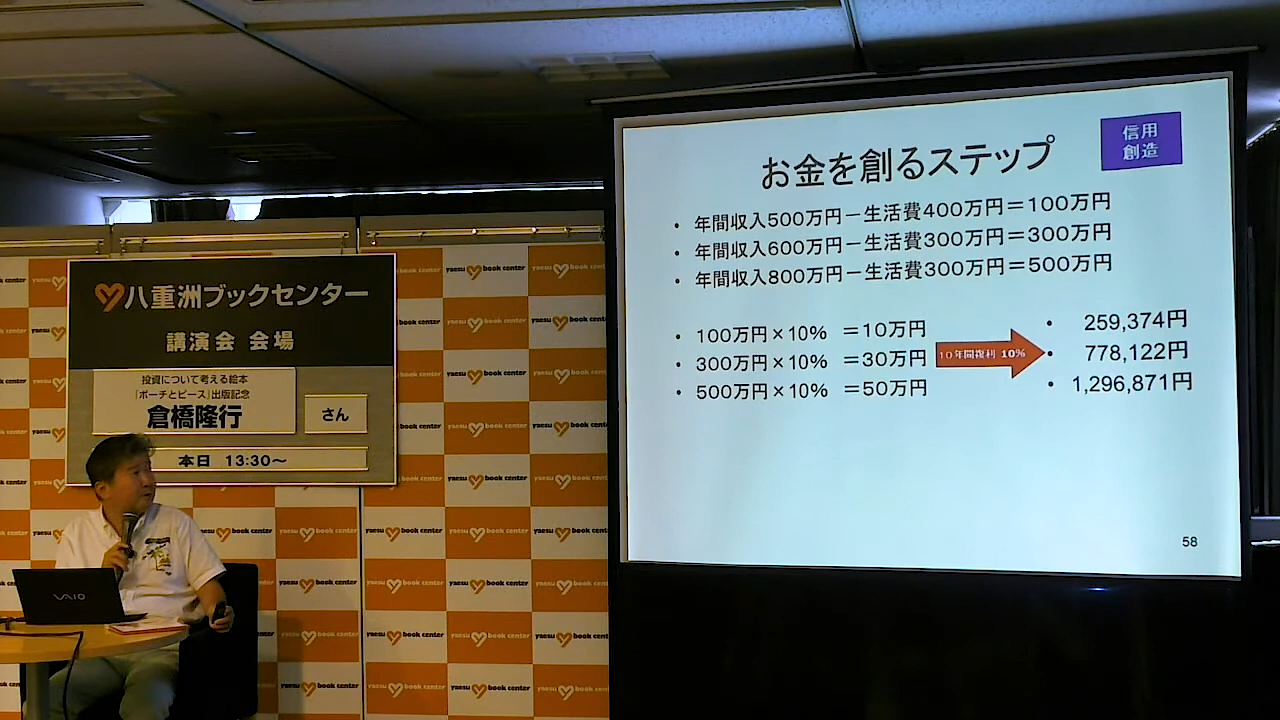 八重洲ブックセンター
講演会 会場
投資について考える絵本
『ポーチとピース』出版記念
倉橋隆行
さん
本日 13:30～
yaesu book center
VAIO
お金を創るステップ
信用
創造
・ 年間収入500万円－生活費400万円＝100万円
・ 年間収入600万円－生活費300万円＝300万円
・ 年間収入800万円－生活費300万円＝500万円
・ 100万円×10% ＝10万円
・ 300万円×10% ＝30万円
・ 500万円×10% ＝50万円
10年間複利 10%
・ 259,374円
・ 778,122円
・ 1,296,871円
58